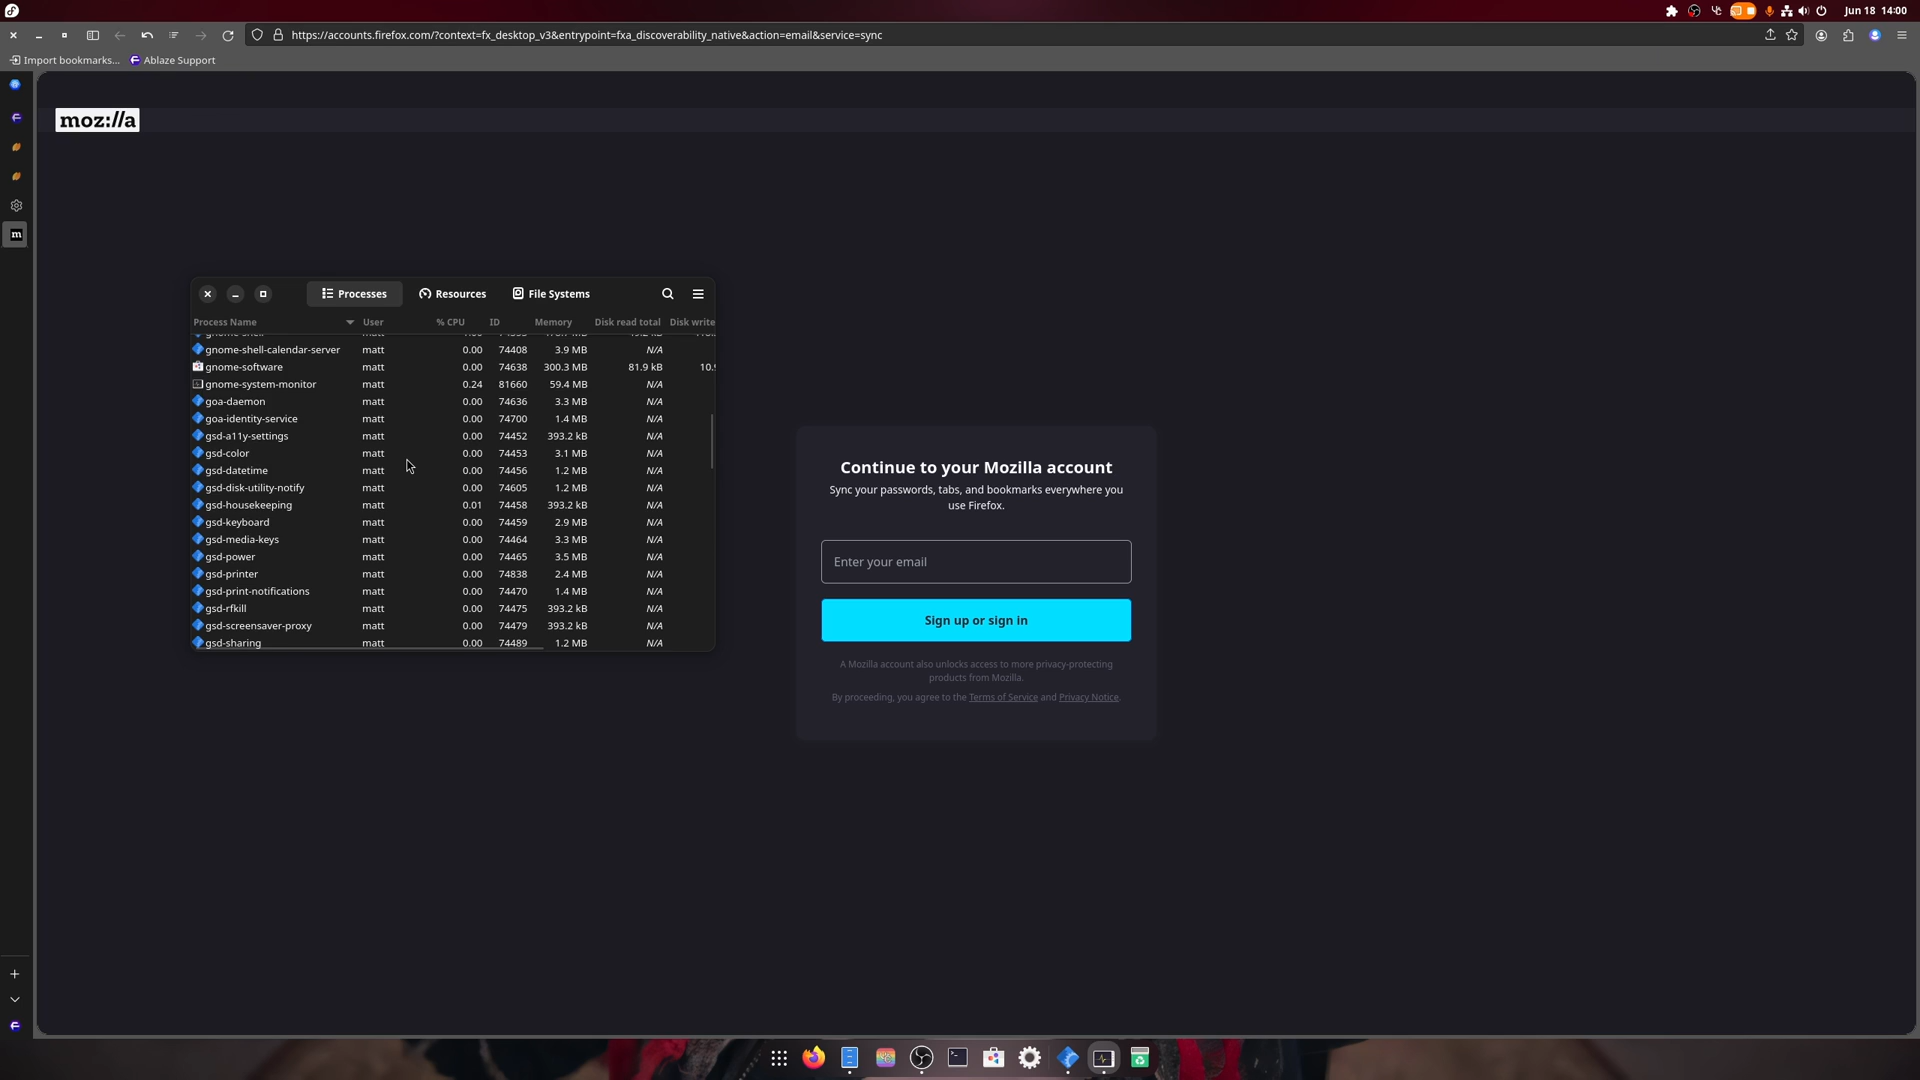 Jun 18 14:00
https://accounts.firefox.com/?context=fx_desktop_v3&entrypoint=fxa_discoverability_native&action=email&service=sync
Import bookmarks... Ablaze Support
moz://a
m
Processes Resources File Systems
Process Name User % CPU ID Memory Disk read total Disk write
gnome-shell-calendar-server matt 0.00 74408 3.9 MB N/A
gnome-software matt 0.00 74638 300.3 MB 81.9 kB 10.9
gnome-system-monitor matt 0.24 81660 59.4 MB N/A
goa-daemon matt 0.00 74636 3.3 MB N/A
goa-identity-service matt 0.00 74700 1.4 MB N/A
gsd-a11y-settings matt 0.00 74452 393.2 kB N/A
gsd-color matt 0.00 74453 3.1 MB N/A
gsd-datetime matt 0.00 74456 1.2 MB N/A
gsd-disk-utility-notify matt 0.00 74605 1.2 MB N/A
gsd-housekeeping matt 0.01 74458 393.2 kB N/A
gsd-keyboard matt 0.00 74459 2.9 MB N/A
gsd-media-keys matt 0.00 74464 3.3 MB N/A
gsd-power matt 0.00 74465 3.5 MB N/A
gsd-printer matt 0.00 74838 2.4 MB N/A
gsd-print-notifications matt 0.00 74470 1.4 MB N/A
gsd-rfkill matt 0.00 74475 393.2 kB N/A
gsd-screensaver-proxy matt 0.00 74479 393.2 kB N/A
gsd-sharing matt 0.00 74489 1.2 MB N/A
Continue to your Mozilla account
Sync your passwords, tabs, and bookmarks everywhere you
use Firefox.
Enter your email
Sign up or sign in
A Mozilla account also unlocks access to more privacy-protecting
products from Mozilla.
By proceeding, you agree to the Terms of Service and Privacy Notice.